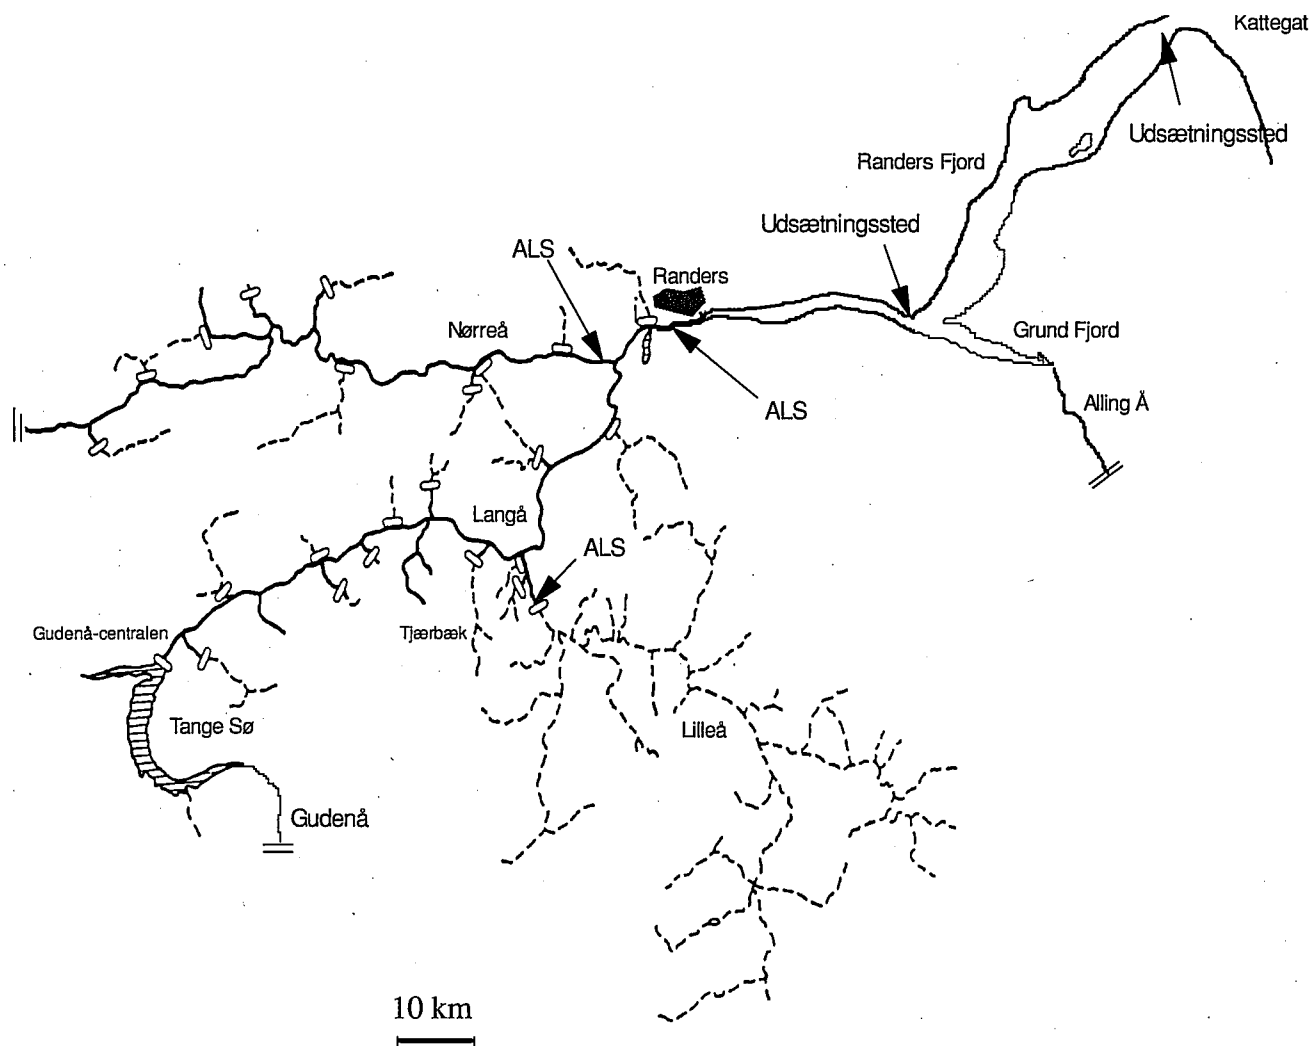 Kattegat
Udsætningssted
Randers Fjord
Udsætningssted
ALS
Randers
Nørreå
Grund Fjord
ALS
Alling Å
Langå
ALS
Gudenå-centralen
Tjærbæk
Tange Sø
Lilleå
Gudenå
10 km